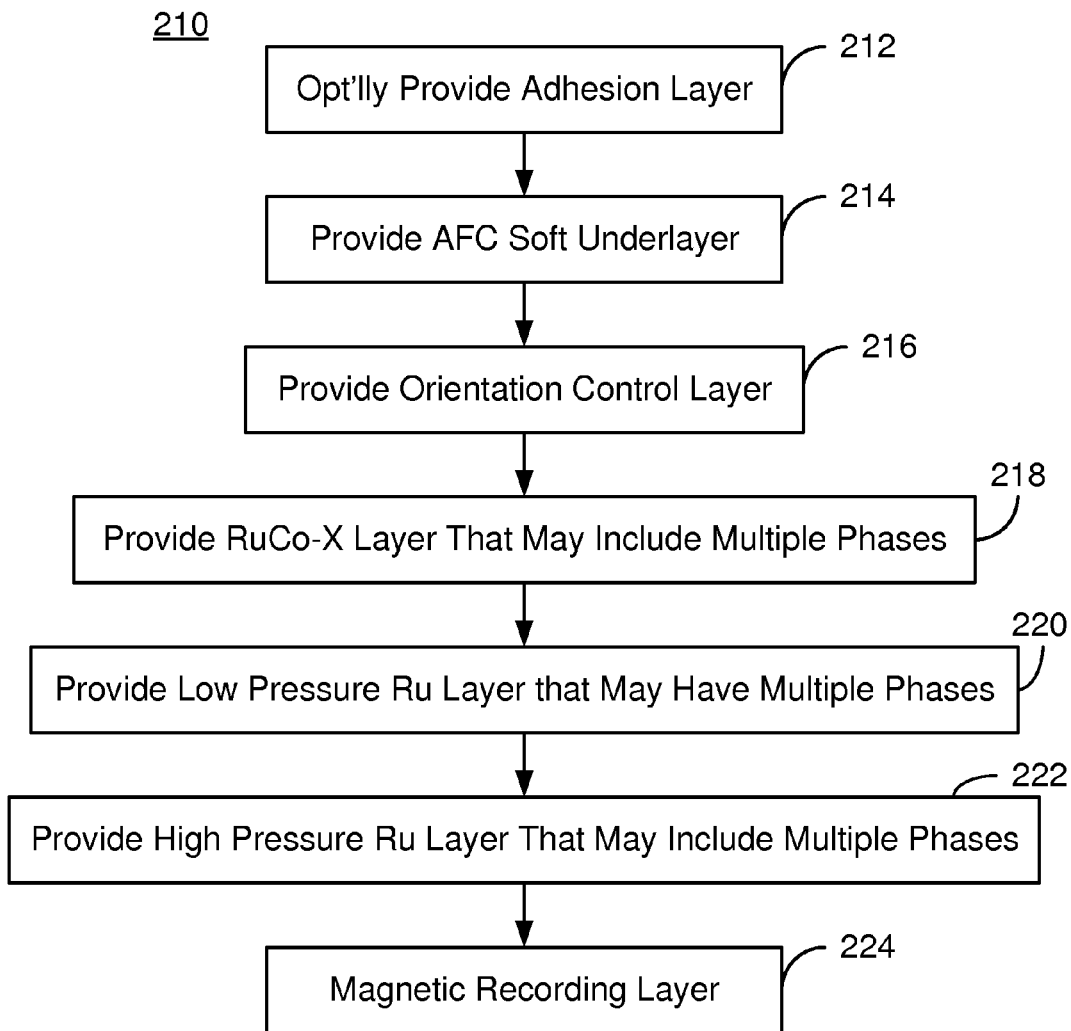 210
212
Opt'lly Provide Adhesion Layer
214
Provide AFC Soft Underlayer
216
Provide Orientation Control Layer
218
Provide RuCo-X Layer That May Include Multiple Phases
220
Provide Low Pressure Ru Layer that May Have Multiple Phases
222
Provide High Pressure Ru Layer That May Include Multiple Phases
224
Magnetic Recording Layer